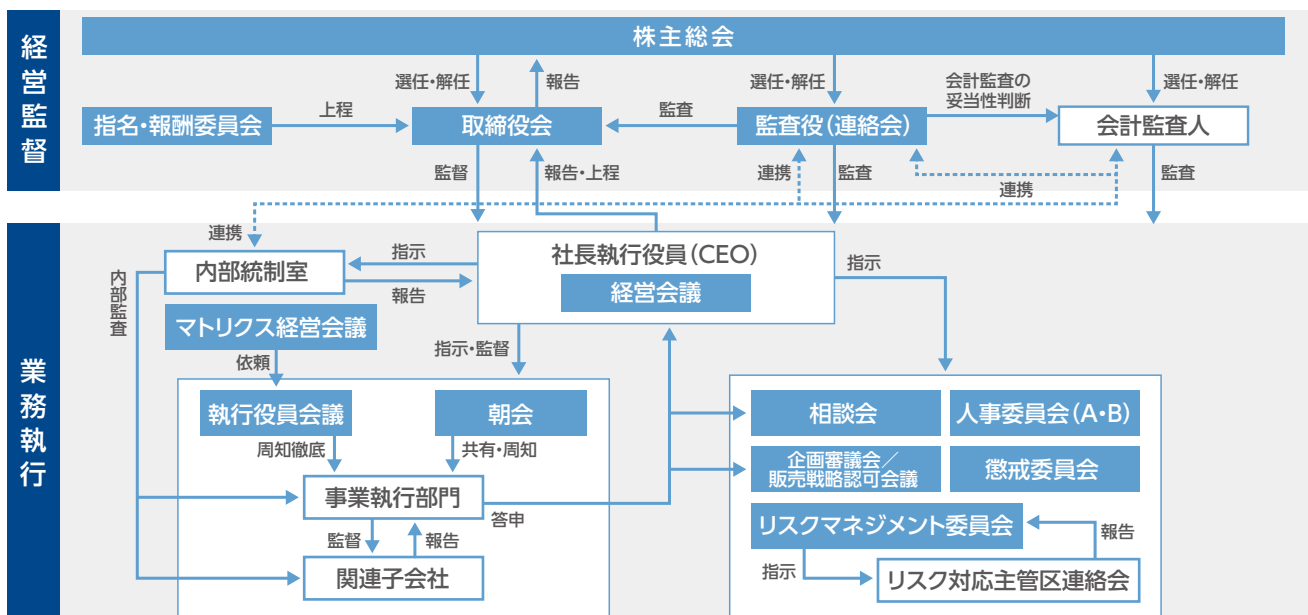 経営監督
株主総会
選任・解任
報告
選任・解任
会計監査の
妥当性判断
選任・解任
指名・報酬委員会
上程
取締役会
監査
監査役（連絡会）
会計監査人
監督
報告・上程
連携
監査
連携
監査
業務執行
連携
内部統制室
指示
報告
社長執行役員（CEO）
経営会議
指示
内部監査
マトリクス経営会議
依頼
指示・監督
執行役員会議
朝会
周知徹底
共有・周知
事業執行部門
答申
監督
報告
関連子会社
相談会
人事委員会（A・B）
企画審議会／
販売戦略認可会議
懲戒委員会
リスクマネジメント委員会
報告
指示
リスク対応主管区連絡会